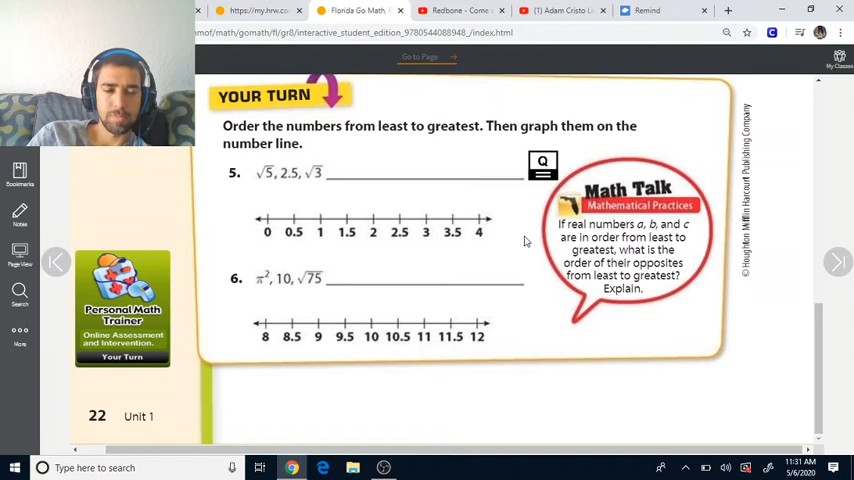 https://my.hrw.com
Florida Go Math,
Redbone - Come
(1) Adam Cristo Li
Remind
mof/math/gomath/fl/gr8/interactive_student_edition_9780544088948_/index.html
My Classes
Go to Page
Bookmarks
Notes
Page View
Search
More
YOUR TURN
Order the numbers from least to greatest. Then graph them on the
number line.
5. √5, 2.5, √3
Q
0 0.5 1 1.5 2 2.5 3 3.5 4
6. π², 10, √75
8 8.5 9 9.5 10 10.5 11 11.5 12
Math Talk
Mathematical Practices
If real numbers a, b, and c
are in order from least to
greatest, what is the
order of their opposites
from least to greatest?
Explain.
© Houghton Mifflin Harcourt Publishing Company
Personal Math
Trainer
Online Assessment
and Intervention.
Your Turn
22 Unit 1
Type here to search
11:31 AM
5/6/2020